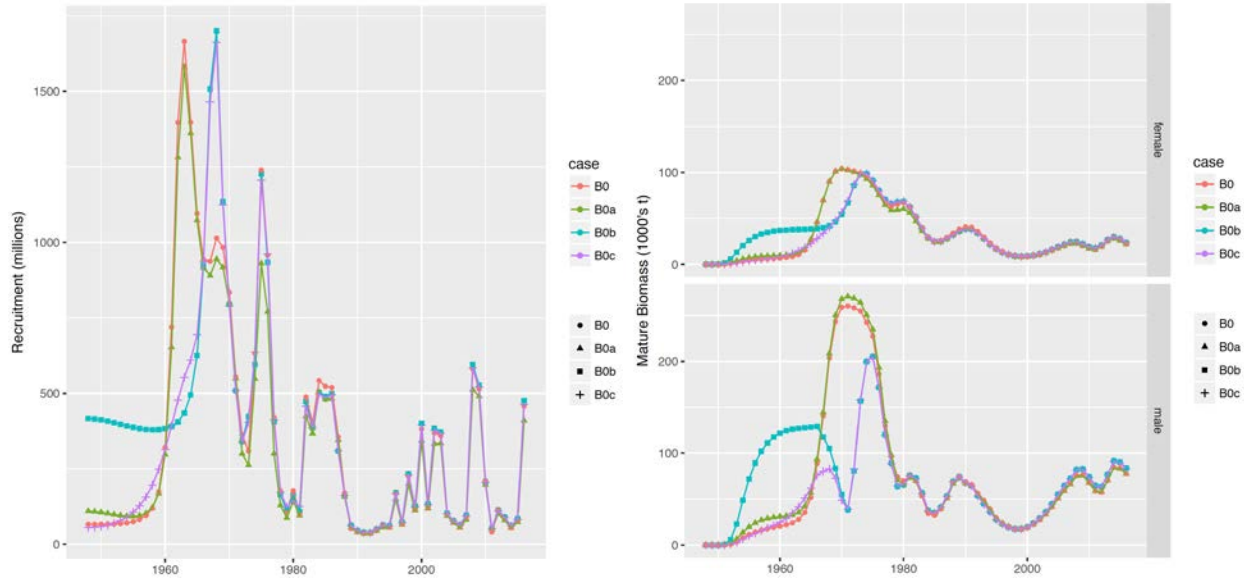 Recruitment (millions)
1500
1000
500
0
1960
1980
2000
case
B0
B0a
B0b
B0c
B0
B0a
B0b
B0c
Mature Biomass (1000's t)
200
100
0
female
200
100
0
male
1960
1980
2000
case
B0
B0a
B0b
B0c
B0
B0a
B0b
B0c